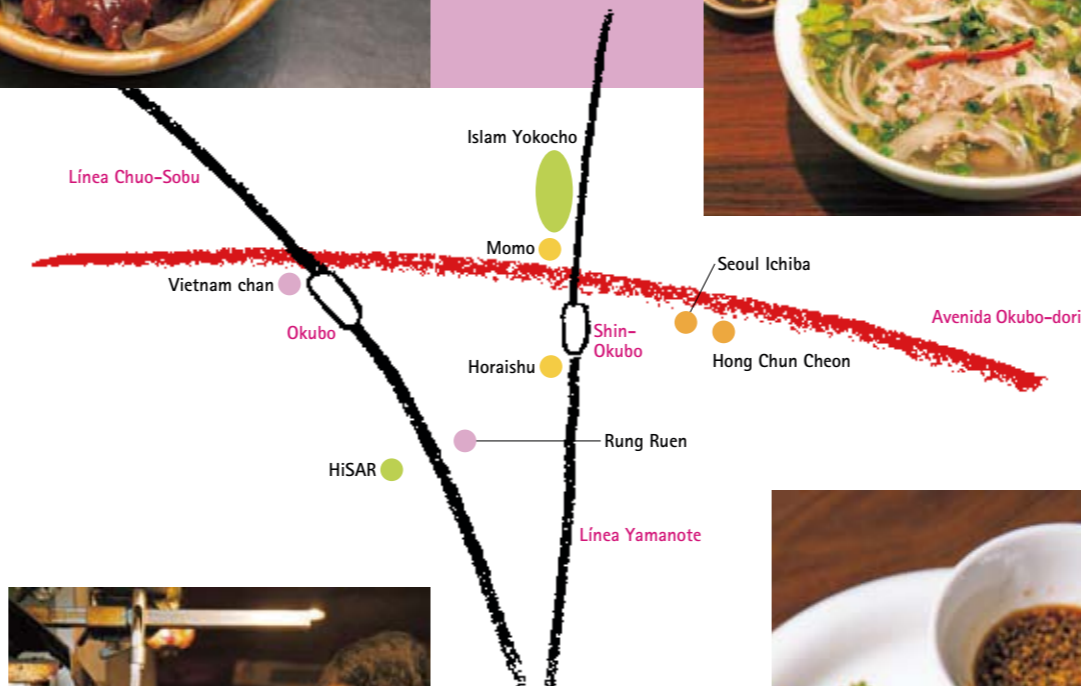 Islam Yokocho
Línea Chuo-Sobu
Momo
Seoul Ichiba
Vietnam chan
Avenida Okubo-dori
Okubo
Shin-
Okubo
Hong Chun Cheon
Horaishu
Rung Ruen
HiSAR
Línea Yamanote